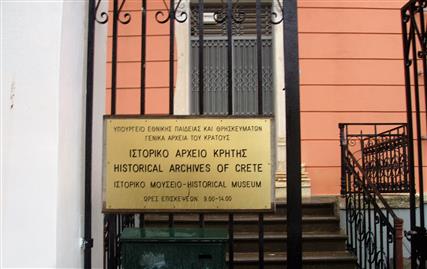 ΥΠΟΥΡΓΕΙΟ ΕΘΝΙΚΗΣ ΠΑΙΔΕΙΑΣ ΚΑΙ ΘΡΗΣΚΕΥΜΑΤΩΝ
ΓΕΝΙΚΑ ΑΡΧΕΙΑ ΤΟΥ ΚΡΑΤΟΥΣ
ΙΣΤΟΡΙΚΟ ΑΡΧΕΙΟ ΚΡΗΤΗΣ
HISTORICAL ARCHIVES OF CRETE
ΙΣΤΟΡΙΚΟ ΜΟΥΣΕΙΟ-HISTORICAL MUSEUM
ΩΡΕΣ ΕΠΙΣΚΕΨΕΩΝ 9.00-14.00